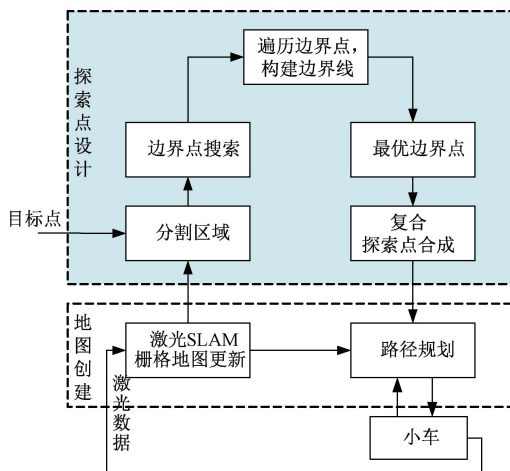 遍历边界点，
构建边界线
探索点设计
边界点搜索
最优边界点
目标点
分割区域
复合
探索点合成
地图创建
激光SLAM
栅格地图更新
路径规划
激光数据
小车